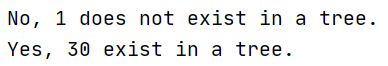 No, 1 does not exist in a tree.
Yes, 30 exist in a tree.